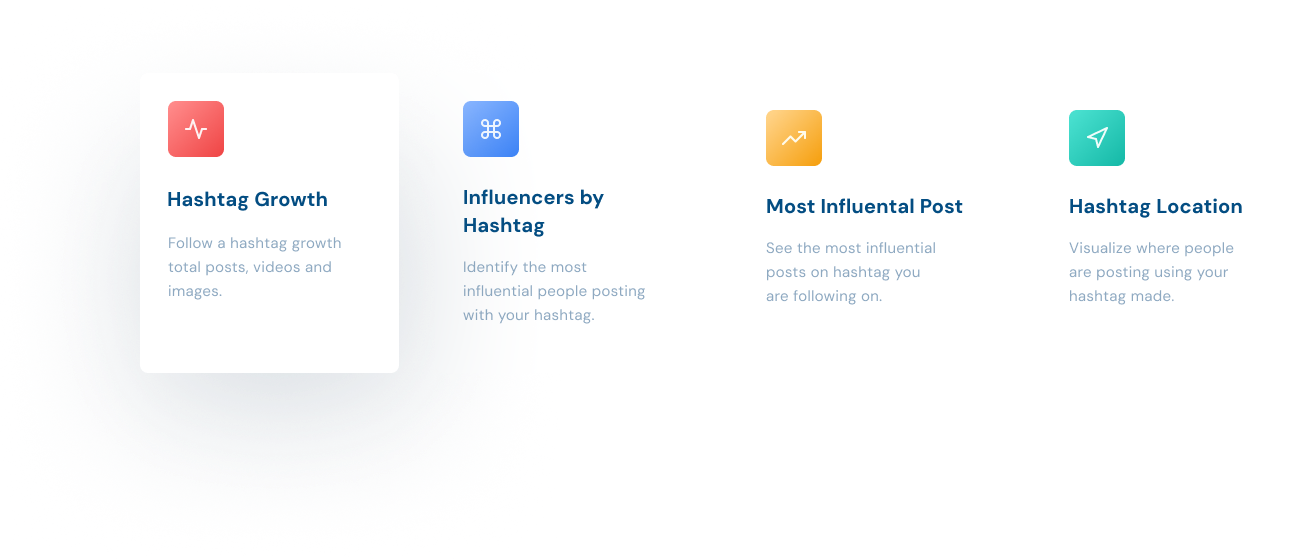 Hashtag Growth
Follow a hashtag growth
total posts, videos and
images.
Influencers by
Hashtag
Identify the most
influential people posting
with your hashtag.
Most Influental Post
See the most influential
posts on hashtag you
are following on.
Hashtag Location
Visualize where people
are posting using your
hashtag made.